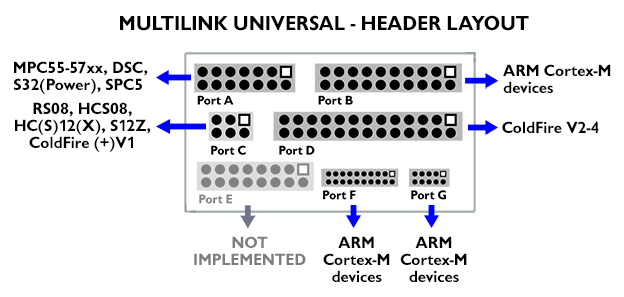 MULTILINK UNIVERSAL - HEADER LAYOUT
MPC55-57xx, DSC,
S32(Power), SPC5
RS08, HCS08,
HC(S)12(X), S12Z,
ColdFire (+)V1
Port A
Port B
ARM Cortex-M
devices
Port C
Port D
ColdFire V2-4
Port E
Port F
Port G
NOT
IMPLEMENTED
ARM
Cortex-M
devices
ARM
Cortex-M
devices